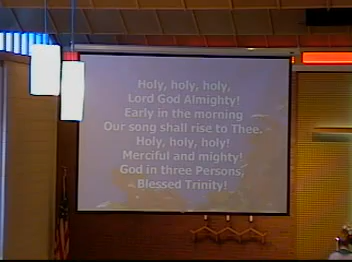 Holy, holy, holy,
Lord God Almighty!
Early in the morning
Our song shall rise to Thee.
Holy, holy, holy!
Merciful and mighty!
God in three Persons,
Blessed Trinity!